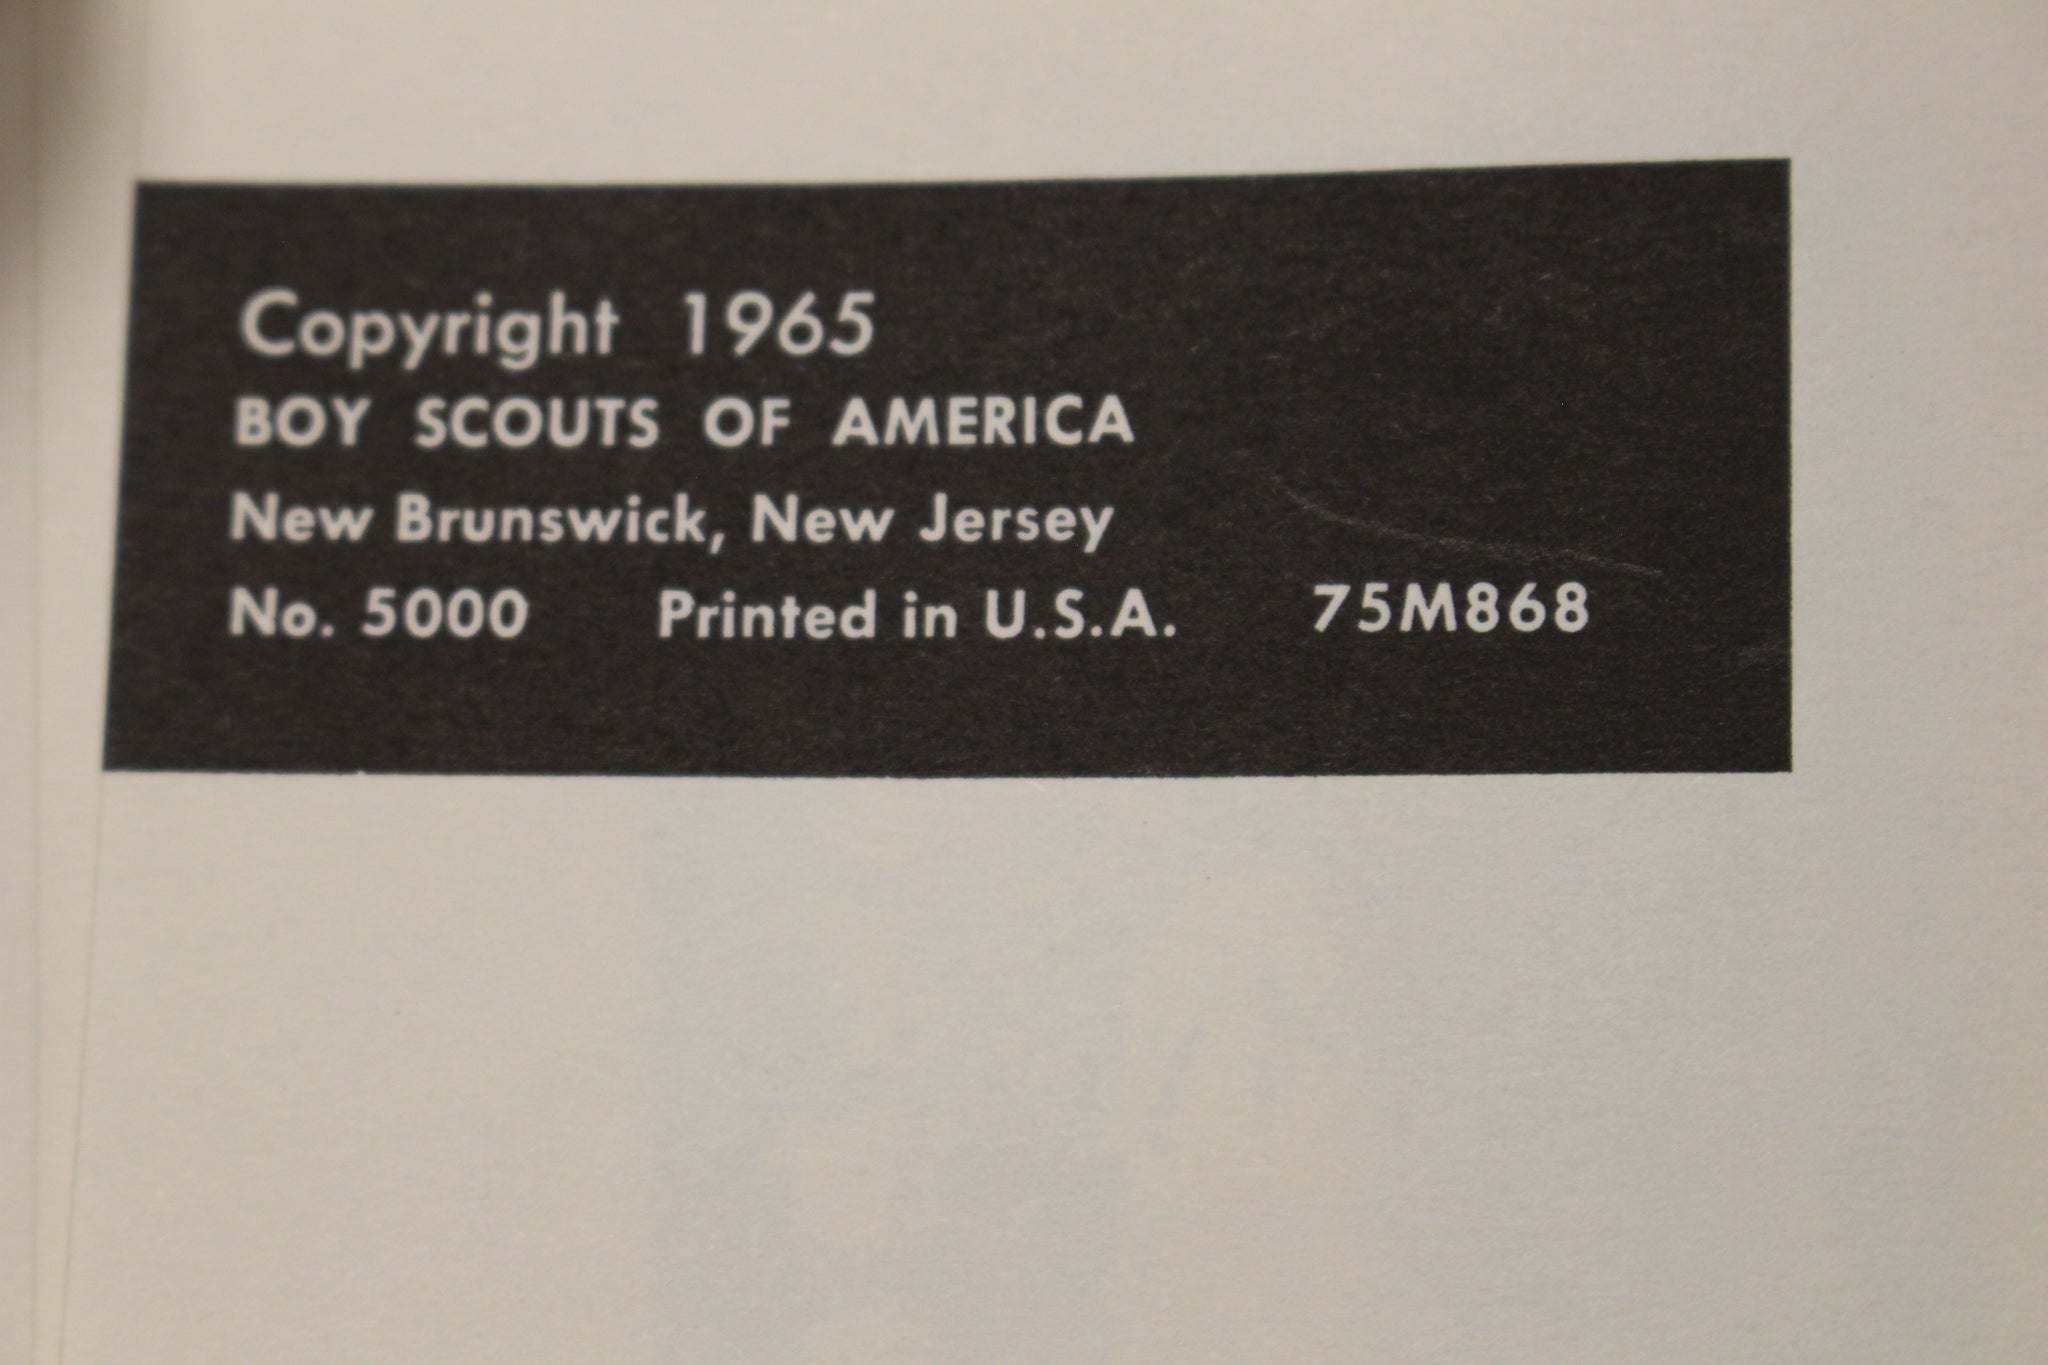 Copyright 1965
BOY SCOUTS OF AMERICA
New Brunswick, New Jersey
No. 5000 Printed in U.S.A. 75M868